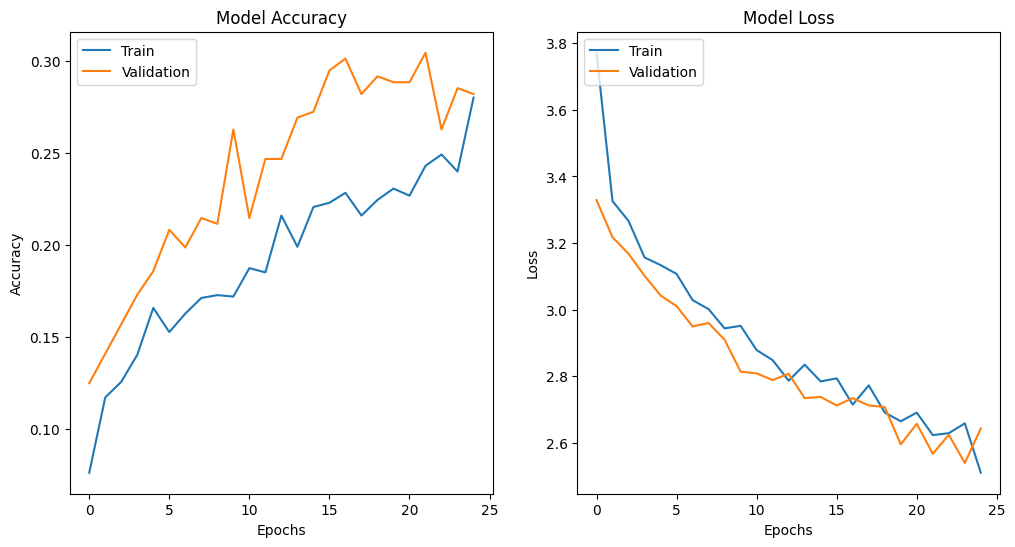 Model Accuracy
Train
Validation
0.30
0.25
0.20
0.15
0.10
Accuracy
0
5
10
15
20
25
Epochs
Model Loss
Train
Validation
3.8
3.6
3.4
3.2
3.0
2.8
2.6
Loss
0
5
10
15
20
25
Epochs